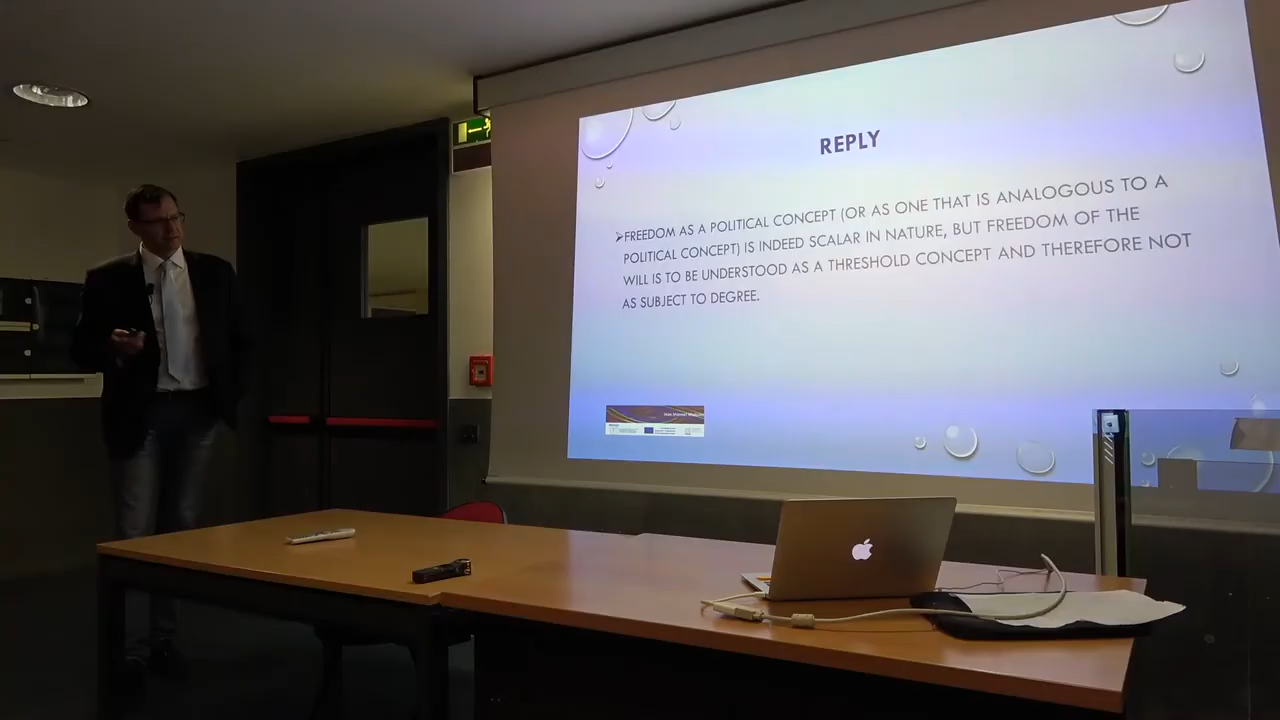 REPLY
➢FREEDOM AS A POLITICAL CONCEPT (OR AS ONE THAT IS ANALOGOUS TO A
POLITICAL CONCEPT) IS INDEED SCALAR IN NATURE, BUT FREEDOM OF THE
WILL IS TO BE UNDERSTOOD AS A THRESHOLD CONCEPT AND THEREFORE NOT
AS SUBJECT TO DEGREE.